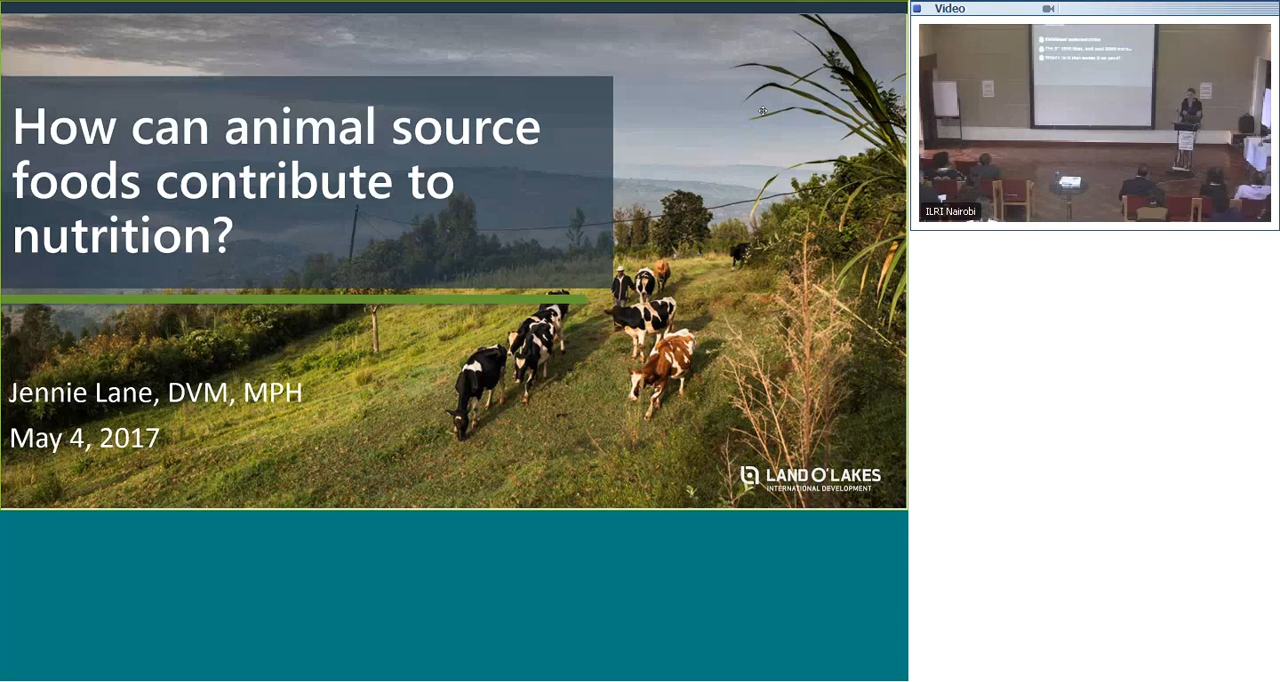 How can animal source
foods contribute to
nutrition?
Jennie Lane, DVM, MPH
May 4, 2017
LAND O'LAKES
INTERNATIONAL DEVELOPMENT
Video
ILRI Nairobi